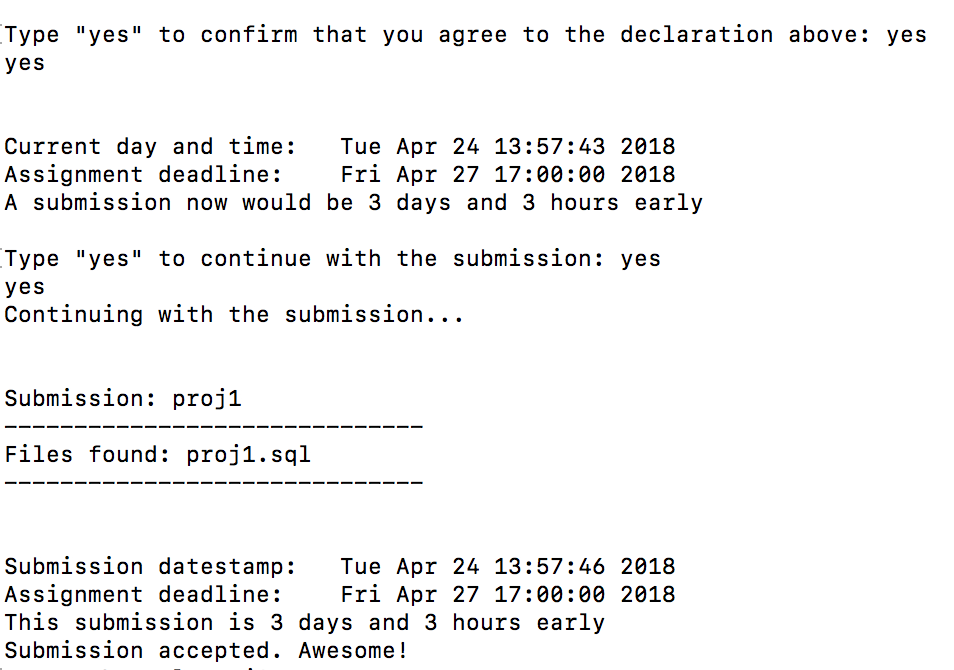 Type "yes" to confirm that you agree to the declaration above: yes
yes
Current day and time:   Tue Apr 24 13:57:43 2018
Assignment deadline:    Fri Apr 27 17:00:00 2018
A submission now would be 3 days and 3 hours early
Type "yes" to continue with the submission: yes
yes
Continuing with the submission...
Submission: proj1
------------------------------
Files found: proj1.sql
------------------------------
Submission datestamp:   Tue Apr 24 13:57:46 2018
Assignment deadline:    Fri Apr 27 17:00:00 2018
This submission is 3 days and 3 hours early
Submission accepted. Awesome!